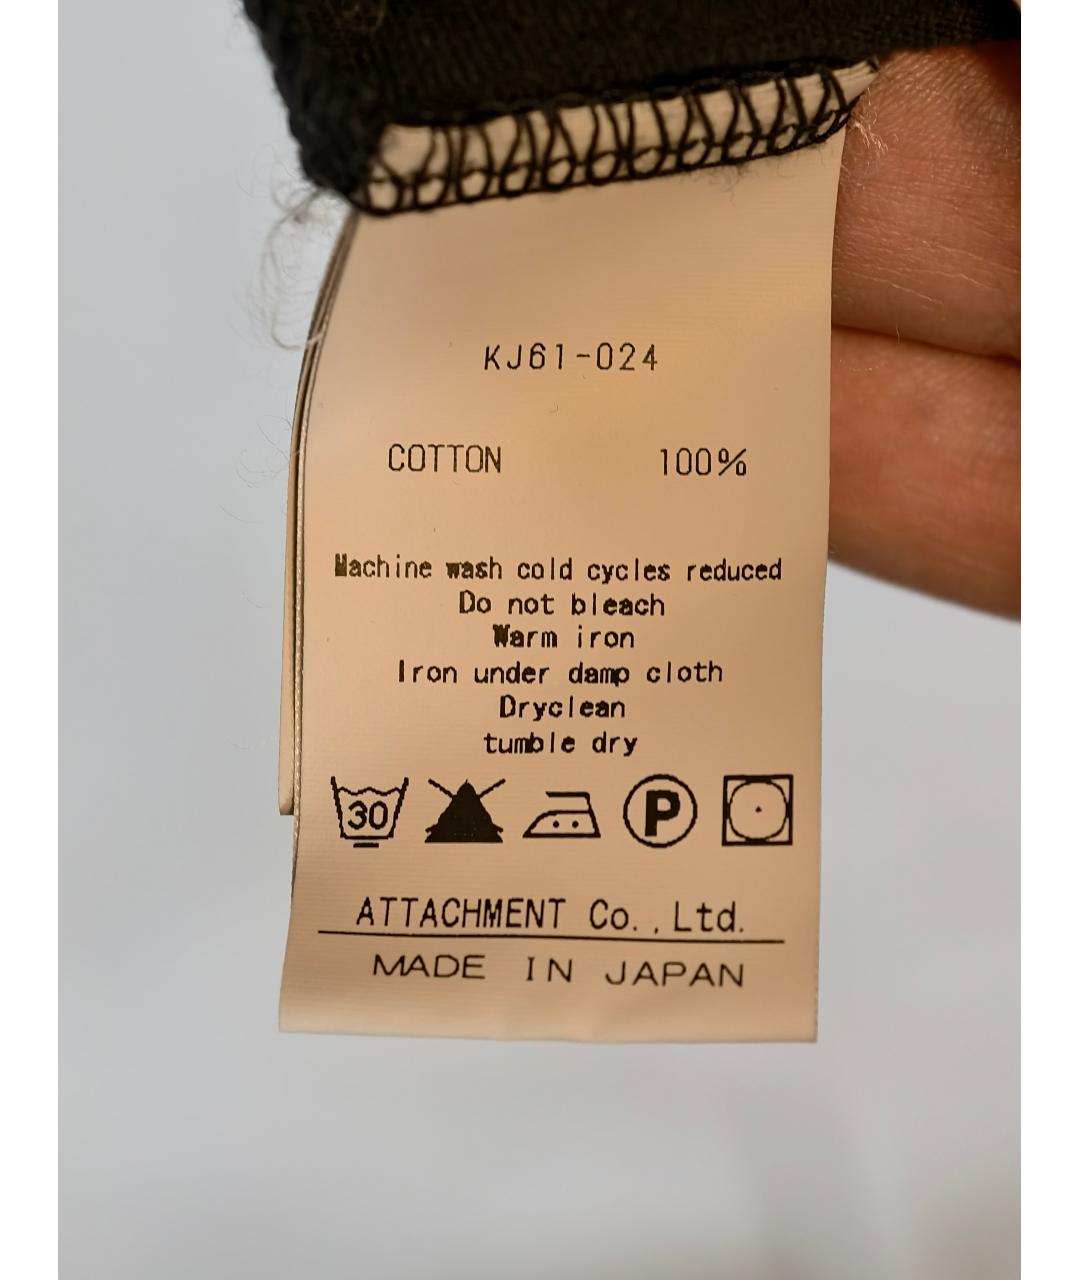 KJ61-024
COTTON 100%
Machine wash cold cycles reduced
Do not bleach
Warm iron
Iron under damp cloth
Dryclean
tumble dry
30 P
ATTACHMENT Co.,Ltd.
MADE IN JAPAN